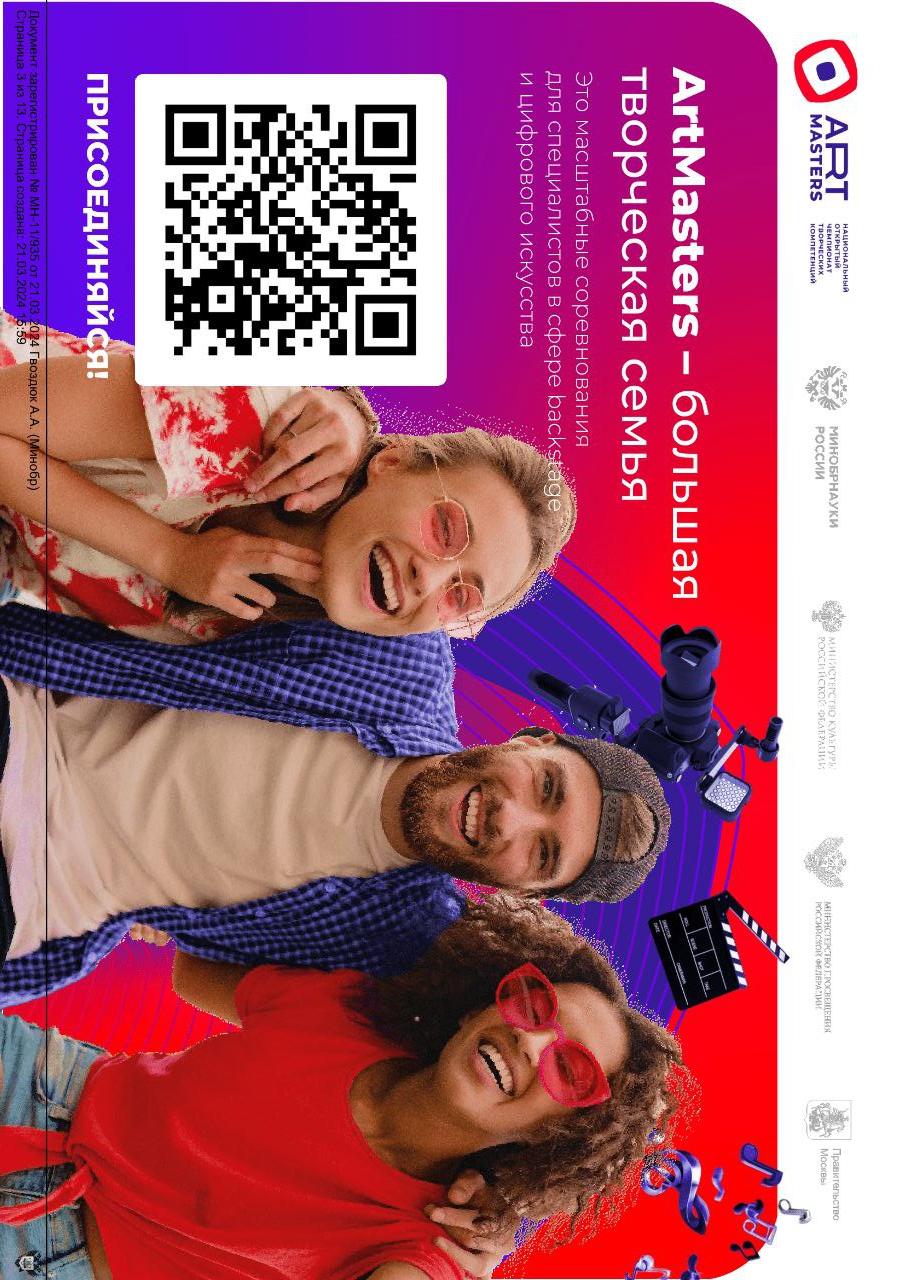 ART
MASTERS
НАЦИОНАЛЬНЫЙ
ОТКРЫТЫЙ
ЧЕМПИОНАТ
ТВОРЧЕСКИХ
КОМПЕТЕНЦИЙ
МИНОБРНАУКИ
РОССИИ
МИНИСТЕРСТВО КУЛЬТУРЫ
РОССИЙСКОЙ ФЕДЕРАЦИИ
МИНИСТЕРСТВО ПРОСВЕЩЕНИЯ
РОССИЙСКОЙ ФЕДЕРАЦИИ
Правительство
Москвы
ArtMasters – большая
творческая семья
Это масштабные соревнования
для специалистов в сфере backstage
и цифрового искусства
ПРИСОЕДИНЯЙСЯ!
Документ зарегистрирован № МН-11/935 от 21.03.2024 Гвоздюк А.А. (Минобр)
Страница 3 из 13. Страница создана: 21.03.2024 15:59